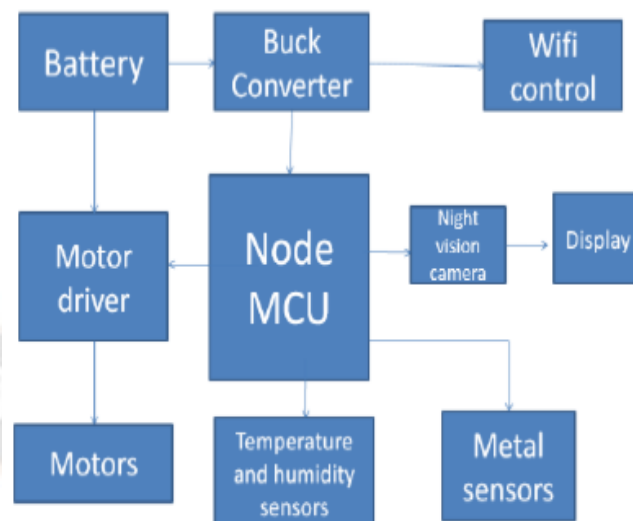 Battery
Buck
Converter
Wifi
control
Motor
driver
Node
MCU
Night
vision
camera
Display
Motors
Temperature
and humidity
sensors
Metal
sensors